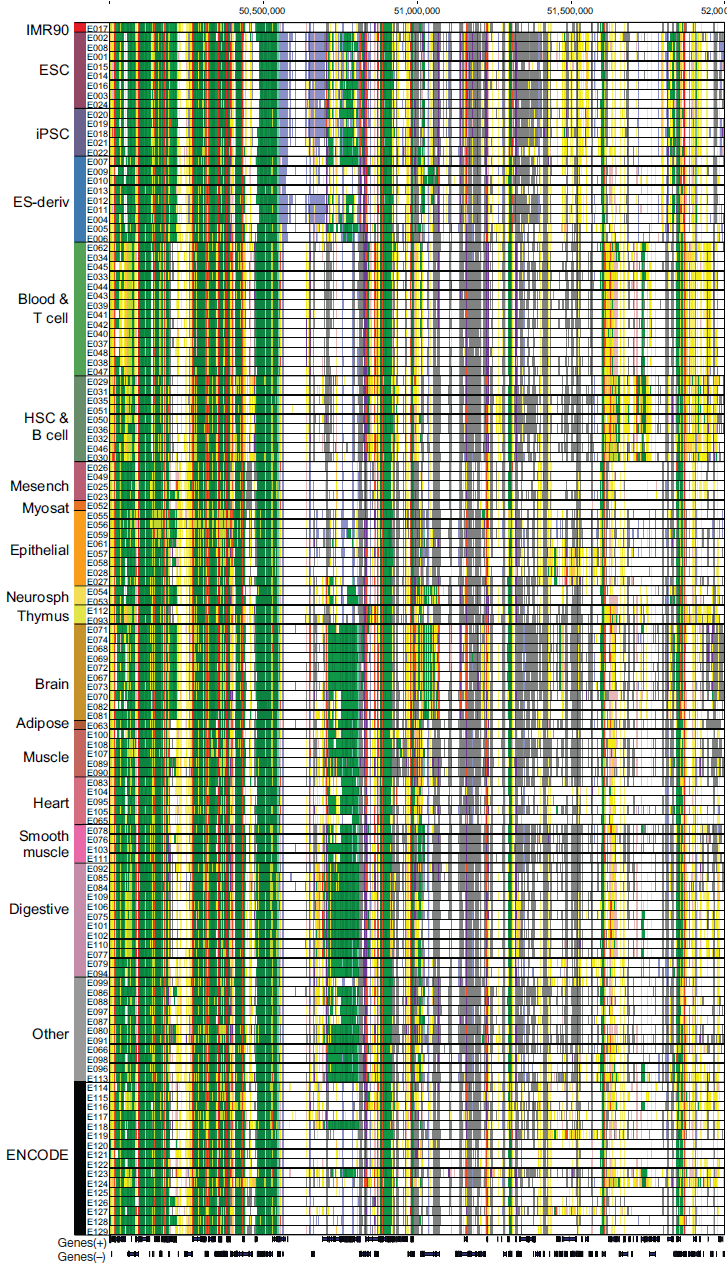 50,500,000 51,000,000 51,500,000 52,000
IMR90
E017
ESC
E002
E008
E001
E015
E014
E016
E003
E024
iPSC
E020
E019
E018
E021
E022
ES-deriv
E007
E009
E010
E013
E012
E011
E004
E005
E006
Blood &
T cell
E062
E034
E045
E033
E044
E043
E039
E041
E042
E040
E037
E048
E038
E047
HSC &
B cell
E029
E031
E035
E051
E050
E036
E032
E046
E030
Mesench
E026
E049
E025
E023
Myosat
E052
Epithelial
E055
E056
E059
E061
E057
E058
E028
E027
Neurosph
E054
E053
Thymus
E112
E093
Brain
E071
E074
E068
E069
E072
E067
E073
E070
E082
E081
Adipose
E063
Muscle
E100
E108
E107
E089
E090
Heart
E083
E104
E095
E105
E065
Smooth
muscle
E078
E076
E103
E111
Digestive
E092
E085
E084
E109
E106
E075
E101
E102
E110
E077
E079
E094
Other
E099
E086
E088
E097
E087
E080
E091
E066
E098
E096
E113
ENCODE
E114
E115
E116
E117
E118
E119
E120
E121
E122
E123
E124
E125
E126
E127
E128
E129
Genes(+)
Genes(–)